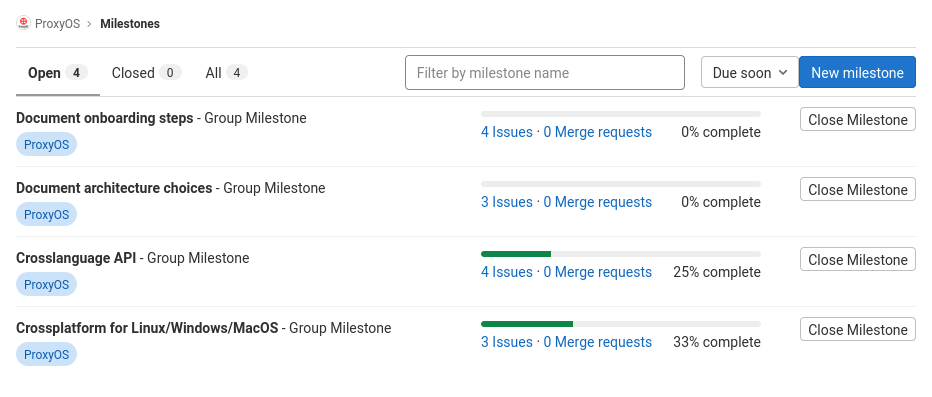 ProxyOS › Milestones
Open 4 Closed 0 All 4 Filter by milestone name Due soon New milestone
Document onboarding steps - Group Milestone
ProxyOS
4 Issues · 0 Merge requests 0% complete
Close Milestone
Document architecture choices - Group Milestone
ProxyOS
3 Issues · 0 Merge requests 0% complete
Close Milestone
Crosslanguage API - Group Milestone
ProxyOS
4 Issues · 0 Merge requests 25% complete
Close Milestone
Crossplatform for Linux/Windows/MacOS - Group Milestone
ProxyOS
3 Issues · 0 Merge requests 33% complete
Close Milestone